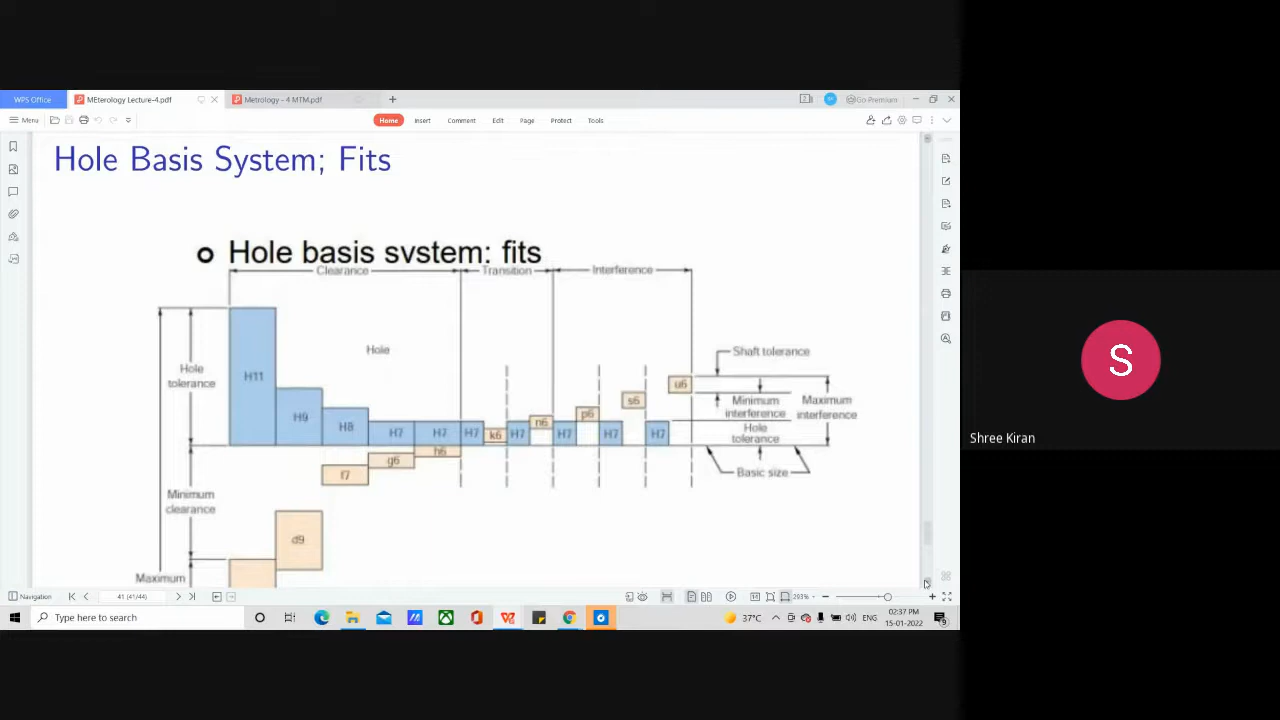 WPS Office MEterology Lecture-4.pdf Metrology - 4 MTM.pdf Go Premium
Menu Home Insert Comment Edit Page Protect Tools
Hole Basis System; Fits
Hole basis system: fits
Clearance Transition Interference
Hole
Hole tolerance
H11 H9 H8 H7 H7 H7 k6 H7 n6 H7 p6 H7 s6 H7 u6
f7 g6 h6
d9
Shaft tolerance
Minimum interference
Maximum interference
Hole tolerance
Basic size
Minimum clearance
Maximum
Shree Kiran
S
Navigation 41 (41/44) 293%
Type here to search 37°C ENG 02:37 PM
15-01-2022